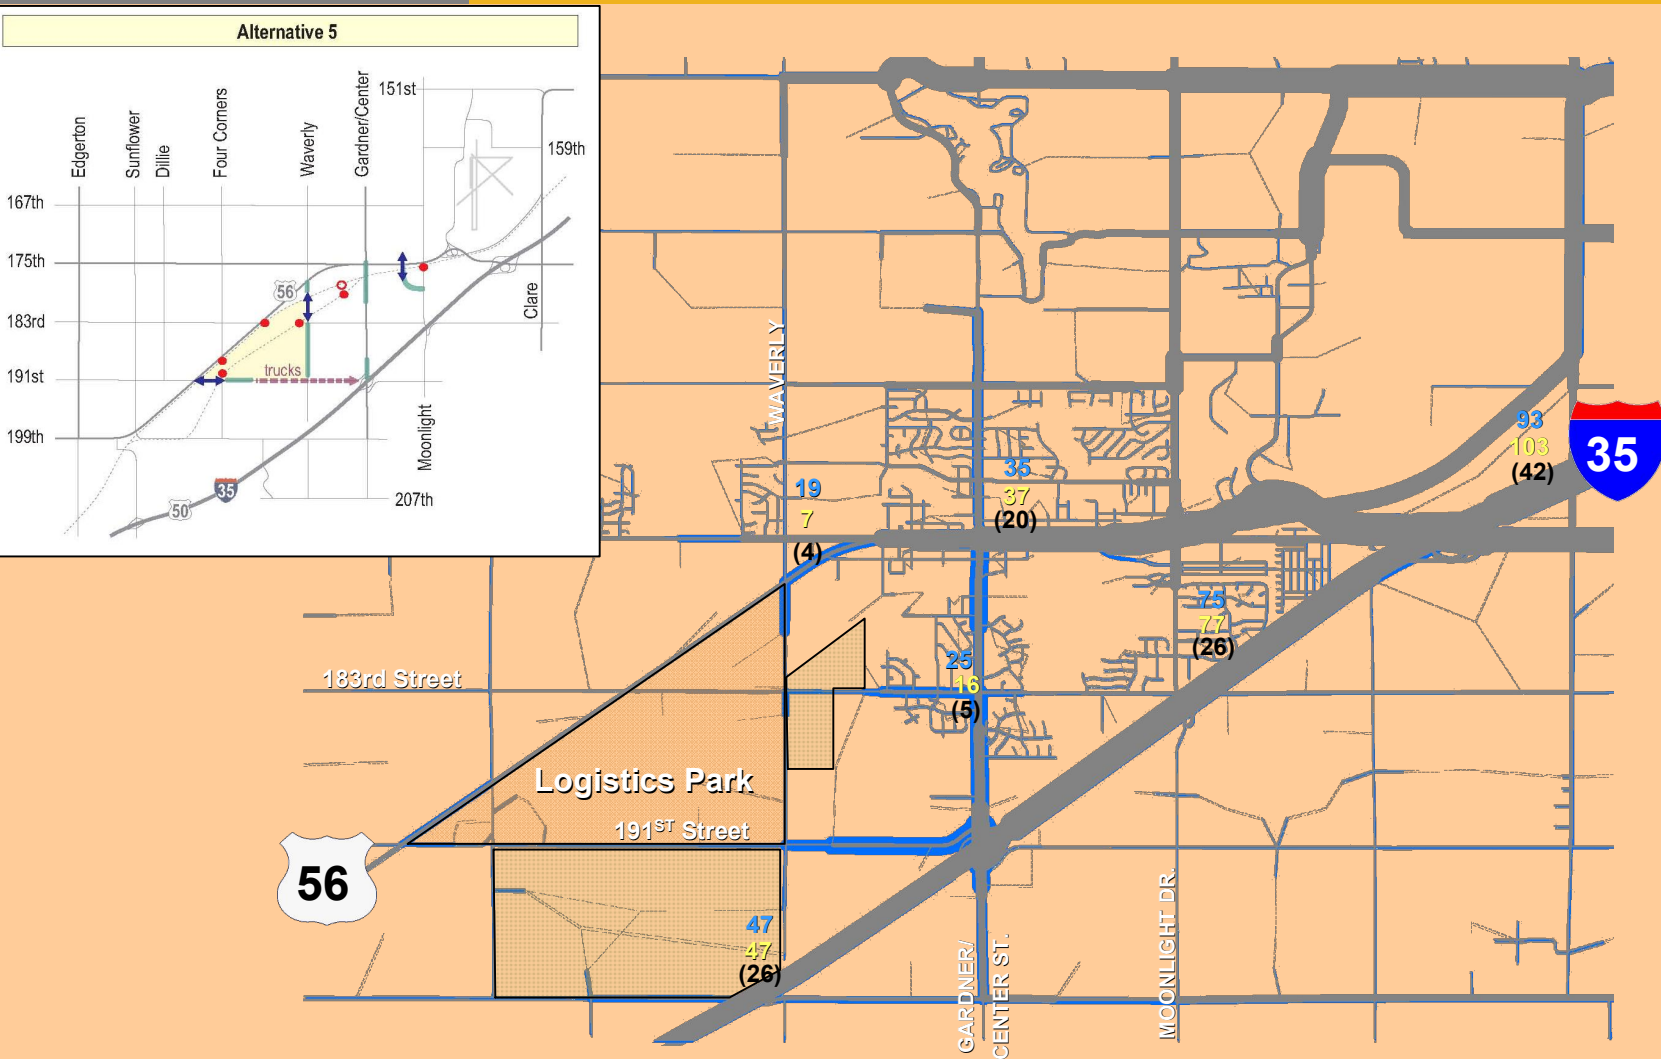 Alternative 5
Edgerton
Sunflower
Dillie
Four Corners
Waverly
Gardner/Center
151st
159th
167th
175th
56
183rd
Clare
191st
trucks
Moonlight
199th
35
50
207th
WAVERLY
93
103
(42)
35
35
37
(20)
19
7
(4)
75
77
(26)
25
16
(5)
183rd Street
Logistics Park
191ST Street
56
47
47
(26)
GARDNER/
CENTER ST.
MOONLIGHT DR.